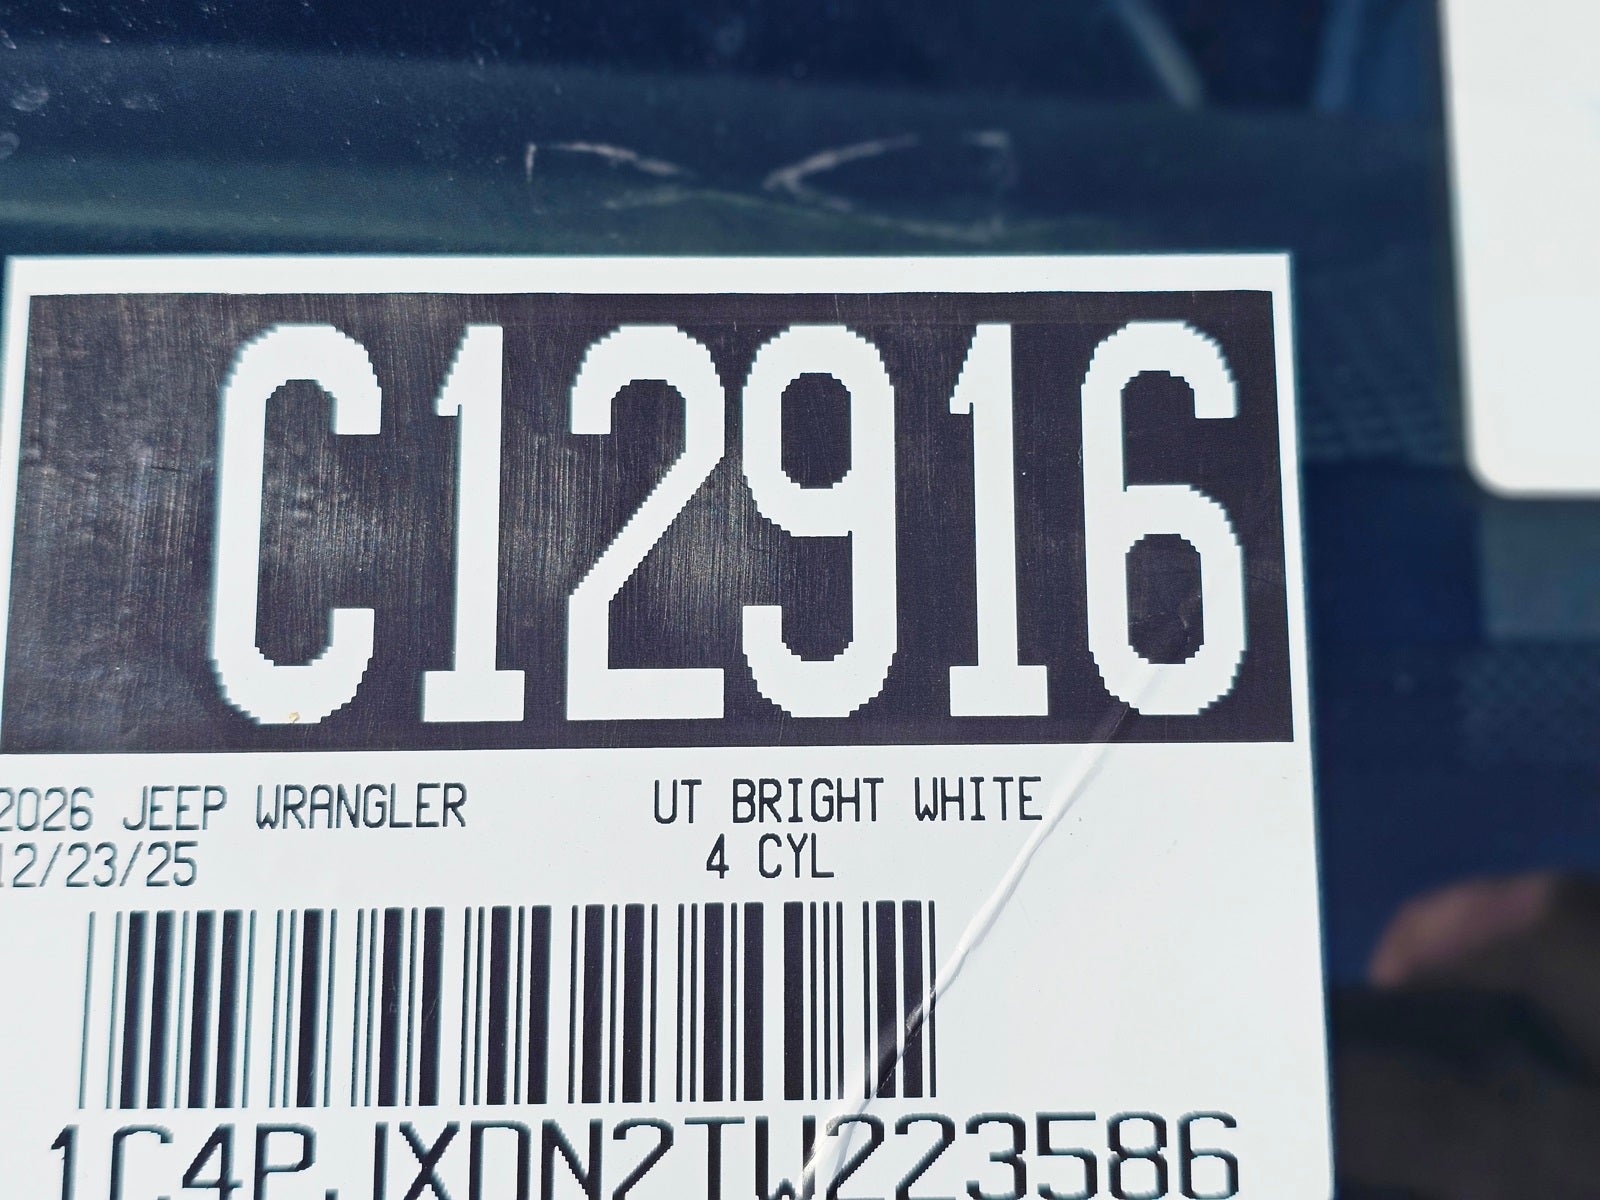 C12916
2026 JEEP WRANGLER UT BRIGHT WHITE
12/23/25 4 CYL
1C4PJXDN2TW223586